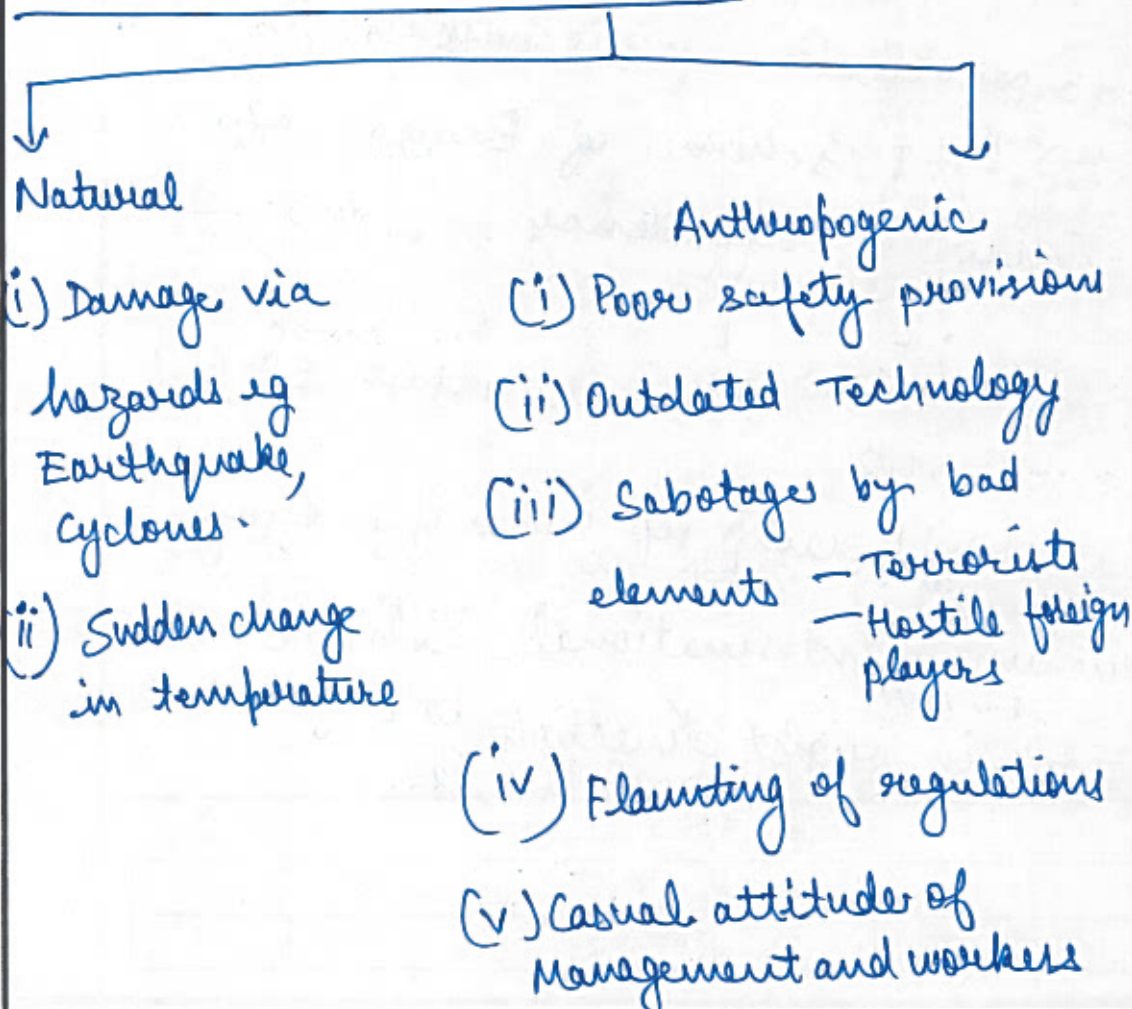 Natural
(i) Damage via
hazards eg
Earthquake,
cyclones.
(ii) Sudden change
in temperature
Anthropogenic
(i) Poor safety provisions
(ii) Outdated Technology
(iii) Sabotages by bad
elements – Terrorists
– Hostile foreign
players
(iv) Flaunting of regulations
(v) Casual attitude of
Management and workers